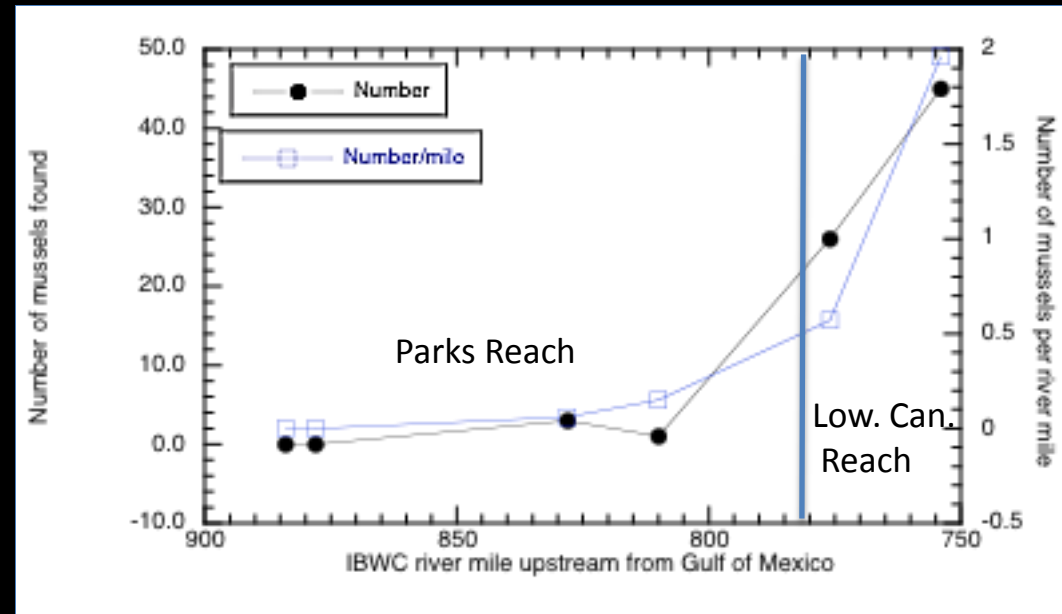 50.0
40.0
30.0
20.0
10.0
0.0
-10.0
Number of mussels found
Number
Number/mile
Parks Reach
Low. Can.
Reach
2
1.5
1
0.5
0
-0.5
Number of mussels per river mile
900
850
800
750
IBWC river mile upstream from Gulf of Mexico